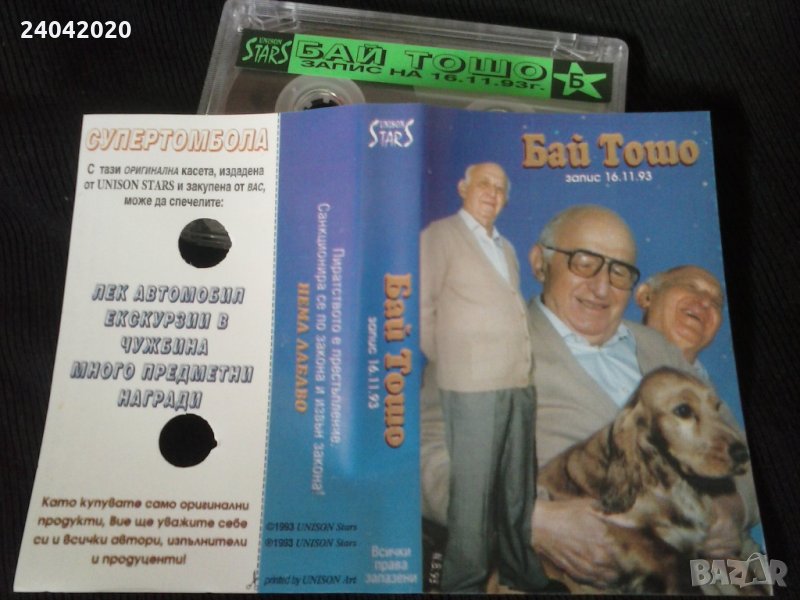 24042020
UNISON
STARS
БАЙ ТОШО
ЗАПИС НА 16.11.93г.
Б
СУПЕРТОМБОЛА
С тази ОРИГИНАЛНА касета, издадена
от UNISON STARS и закупена от ВАС,
може да спечелите:
ЛЕК АВТОМОБИЛ
ЕКСКУРЗИИ В
ЧУЖБИНА
МНОГО ПРЕДМЕТНИ
НАГРАДИ
Като купувате само оригинални
продукти, вие ще уважите себе
си и всички автори, изпълнители
и продуценти!
Пиратството е престъпление.
Санкционира се по закона и извън закона!
НЕМА ЛАБАВО
©1993 UNISON Stars
℗1993 UNISON Stars
printed by UNISON Art
UNISON
STARS
Бай Тошо
запис 16.11.93
Всички
права
запазени
Бай Тошо
запис 16.11.93
BAZAR